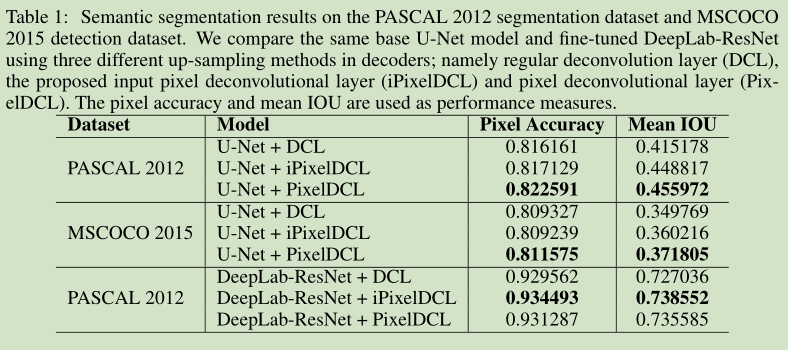 Table 1: Semantic segmentation results on the PASCAL 2012 segmentation dataset and MSCOCO
2015 detection dataset. We compare the same base U-Net model and fine-tuned DeepLab-ResNet
using three different up-sampling methods in decoders; namely regular deconvolution layer (DCL),
the proposed input pixel deconvolutional layer (iPixelDCL) and pixel deconvolutional layer (Pix-
elDCL). The pixel accuracy and mean IOU are used as performance measures.
Dataset Model Pixel Accuracy Mean IOU
U-Net + DCL 0.816161 0.415178
PASCAL 2012 U-Net + iPixelDCL 0.817129 0.448817
U-Net + PixelDCL 0.822591 0.455972
U-Net + DCL 0.809327 0.349769
MSCOCO 2015 U-Net + iPixelDCL 0.809239 0.360216
U-Net + PixelDCL 0.811575 0.371805
DeepLab-ResNet + DCL 0.929562 0.727036
PASCAL 2012 DeepLab-ResNet + iPixelDCL 0.934493 0.738552
DeepLab-ResNet + PixelDCL 0.931287 0.735585